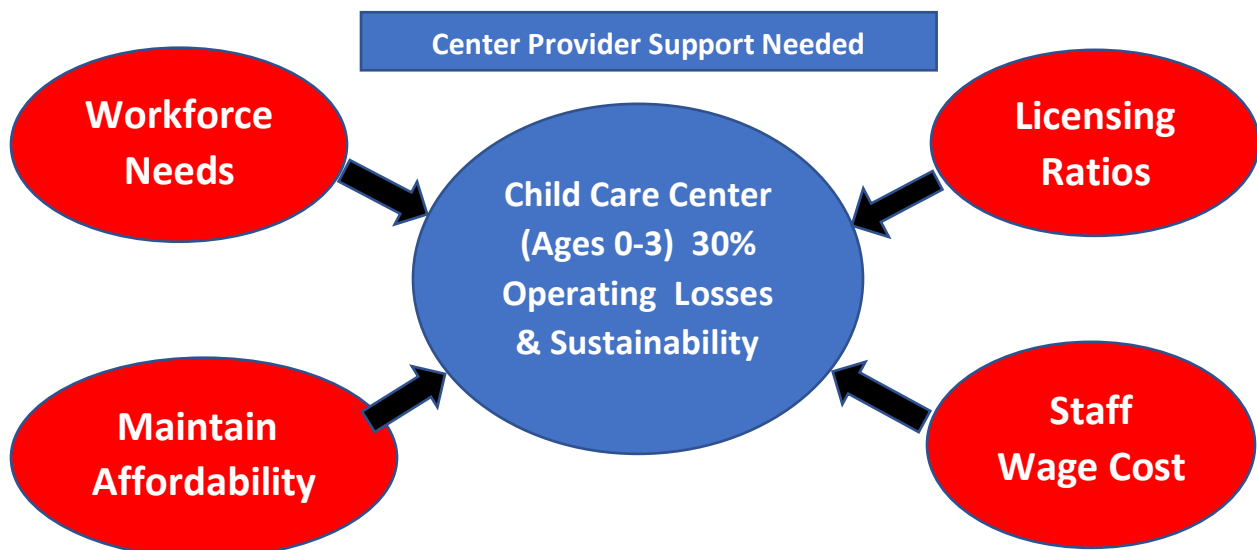 Center Provider Support Needed
Workforce
Needs
Licensing
Ratios
Child Care Center
(Ages 0-3)  30%
Operating  Losses
& Sustainability
Maintain
Affordability
Staff
Wage Cost